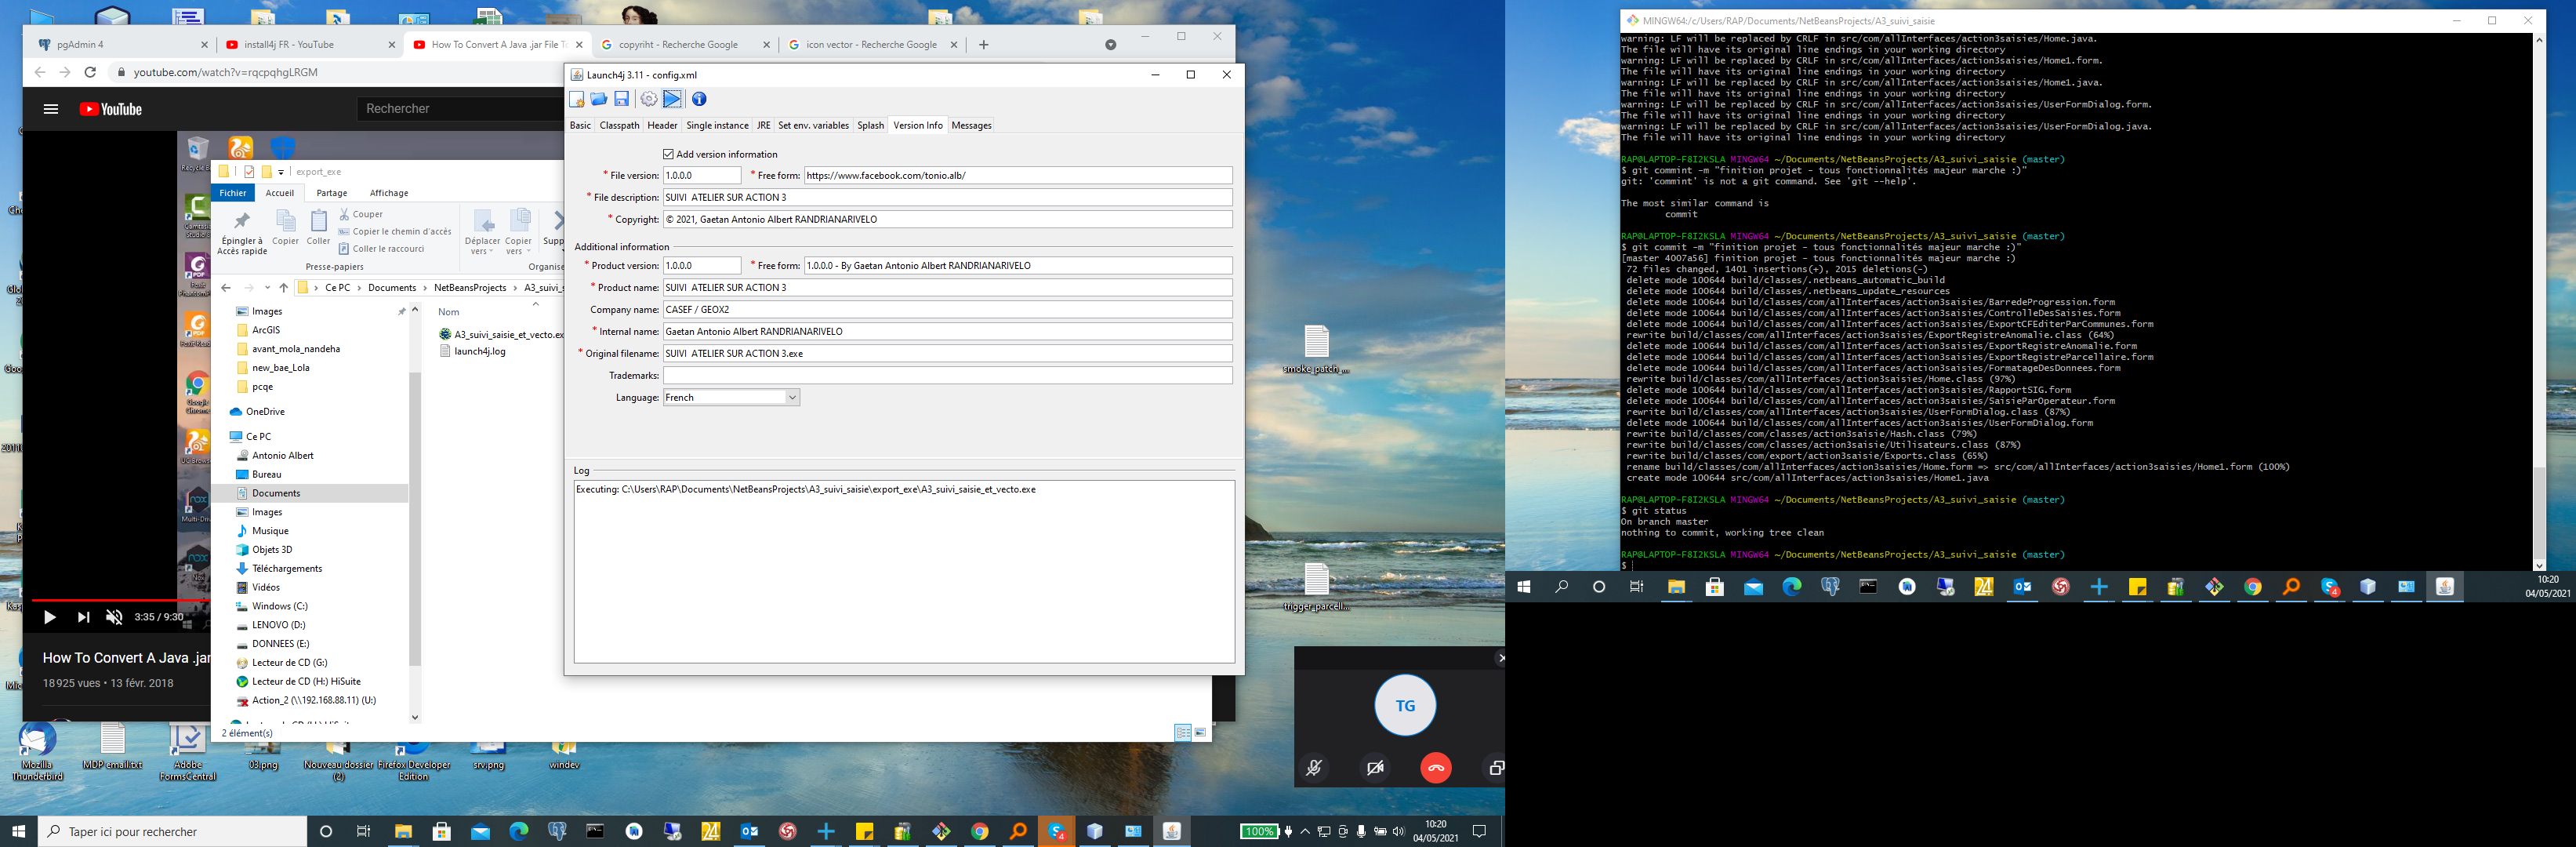 pgAdmin 4
install4j FR - YouTube
How To Convert A Java .jar File To
copyriht - Recherche Google
icon vector - Recherche Google
youtube.com/watch?v=rqcpqhgLRGM
YouTube
Rechercher
Recycle Bin
3:35 / 9:30
How To Convert A Java .jar
18 925 vues • 13 févr. 2018
export_exe
Fichier
Accueil
Partage
Affichage
Épingler à
Accès rapide
Copier
Coller
Couper
Copier le chemin d'accès
Coller le raccourci
Presse-papiers
Déplacer
vers
Copier
vers
Organise
Ce PC
Documents
NetBeansProjects
Nom
Images
ArcGIS
avant_mola_nandeha
new_bae_Lola
pcqe
OneDrive
Ce PC
Antonio Albert
Bureau
Documents
Images
Musique
Objets 3D
Téléchargements
Vidéos
Windows (C:)
LENOVO (D:)
DONNEES (E:)
Lecteur de CD (G:)
Lecteur de CD (H:) HiSuite
Action_2 (\\192.168.88.11) (U:)
A3_suivi_saisie_et_vecto.ex
launch4j.log
2 élément(s)
Launch4j 3.11 - config.xml
Basic
Classpath
Header
Single instance
JRE
Set env. variables
Splash
Version Info
Messages
Add version information
* File version: 1.0.0.0
* Free form: https://www.facebook.com/tonio.alb/
* File description: SUIVI  ATELIER SUR ACTION 3
* Copyright: © 2021, Gaetan Antonio Albert RANDRIANARIVELO
Additional information
* Product version: 1.0.0.0
* Free form: 1.0.0.0 - By Gaetan Antonio Albert RANDRIANARIVELO
* Product name: SUIVI  ATELIER SUR ACTION 3
Company name: CASEF / GEOX2
* Internal name: Gaetan Antonio Albert RANDRIANARIVELO
* Original filename: SUIVI  ATELIER SUR ACTION 3.exe
Trademarks:
Language: French
Log
Executing: C:\Users\RAP\Documents\NetBeansProjects\A3_suivi_saisie\export_exe\A3_suivi_saisie_et_vecto.exe
smoke_patch_...
trigger_parcell...
TG
Mozilla
Thunderbird
MDP email.txt
Adobe
FormsCentral
03.png
Nouveau dossier
(2)
Firefox Developer
Edition
srv.png
windev
Taper ici pour rechercher
100%
10:20
04/05/2021
MINGW64:/c/Users/RAP/Documents/NetBeansProjects/A3_suivi_saisie
warning: LF will be replaced by CRLF in src/com/allInterfaces/action3saisies/Home.java.
The file will have its original line endings in your working directory
warning: LF will be replaced by CRLF in src/com/allInterfaces/action3saisies/Home1.form.
The file will have its original line endings in your working directory
warning: LF will be replaced by CRLF in src/com/allInterfaces/action3saisies/Home1.java.
The file will have its original line endings in your working directory
warning: LF will be replaced by CRLF in src/com/allInterfaces/action3saisies/UserFormDialog.form.
The file will have its original line endings in your working directory
warning: LF will be replaced by CRLF in src/com/allInterfaces/action3saisies/UserFormDialog.java.
The file will have its original line endings in your working directory
RAP@LAPTOP-F8I2KSLA MINGW64 ~/Documents/NetBeansProjects/A3_suivi_saisie (master)
$ git commint -m "finition projet - tous fonctionnalités majeur marche :)"
git: 'commint' is not a git command. See 'git --help'.
The most similar command is
commit
RAP@LAPTOP-F8I2KSLA MINGW64 ~/Documents/NetBeansProjects/A3_suivi_saisie (master)
$ git commit -m "finition projet - tous fonctionnalités majeur marche :)"
[master 4007a56] finition projet - tous fonctionnalités majeur marche :)
72 files changed, 1401 insertions(+), 2015 deletions(-)
delete mode 100644 build/classes/.netbeans_automatic_build
delete mode 100644 build/classes/.netbeans_update_resources
delete mode 100644 build/classes/com/allInterfaces/action3saisies/BarredeProgression.form
delete mode 100644 build/classes/com/allInterfaces/action3saisies/ControlleDesSaisies.form
delete mode 100644 build/classes/com/allInterfaces/action3saisies/ExportCFEditerParCommunes.form
rewrite build/classes/com/allInterfaces/action3saisies/ExportRegistreAnomalie.class (64%)
delete mode 100644 build/classes/com/allInterfaces/action3saisies/ExportRegistreAnomalie.form
delete mode 100644 build/classes/com/allInterfaces/action3saisies/ExportRegistreParcellaire.form
delete mode 100644 build/classes/com/allInterfaces/action3saisies/FormatageDesDonnees.form
rewrite build/classes/com/allInterfaces/action3saisies/Home.class (97%)
delete mode 100644 build/classes/com/allInterfaces/action3saisies/RapportSIG.form
delete mode 100644 build/classes/com/allInterfaces/action3saisies/SaisieParOperateur.form
rewrite build/classes/com/allInterfaces/action3saisies/UserFormDialog.class (87%)
delete mode 100644 build/classes/com/allInterfaces/action3saisies/UserFormDialog.form
rewrite build/classes/com/classes/action3saisie/Hash.class (79%)
rewrite build/classes/com/classes/action3saisie/Utilisateurs.class (87%)
rewrite build/classes/com/export/action3saisie/Exports.class (65%)
rename build/classes/com/allInterfaces/action3saisies/Home.form => src/com/allInterfaces/action3saisies/Home1.form (100%)
create mode 100644 src/com/allInterfaces/action3saisies/Home1.java
RAP@LAPTOP-F8I2KSLA MINGW64 ~/Documents/NetBeansProjects/A3_suivi_saisie (master)
$ git status
On branch master
nothing to commit, working tree clean
RAP@LAPTOP-F8I2KSLA MINGW64 ~/Documents/NetBeansProjects/A3_suivi_saisie (master)
$
10:20
04/05/2021